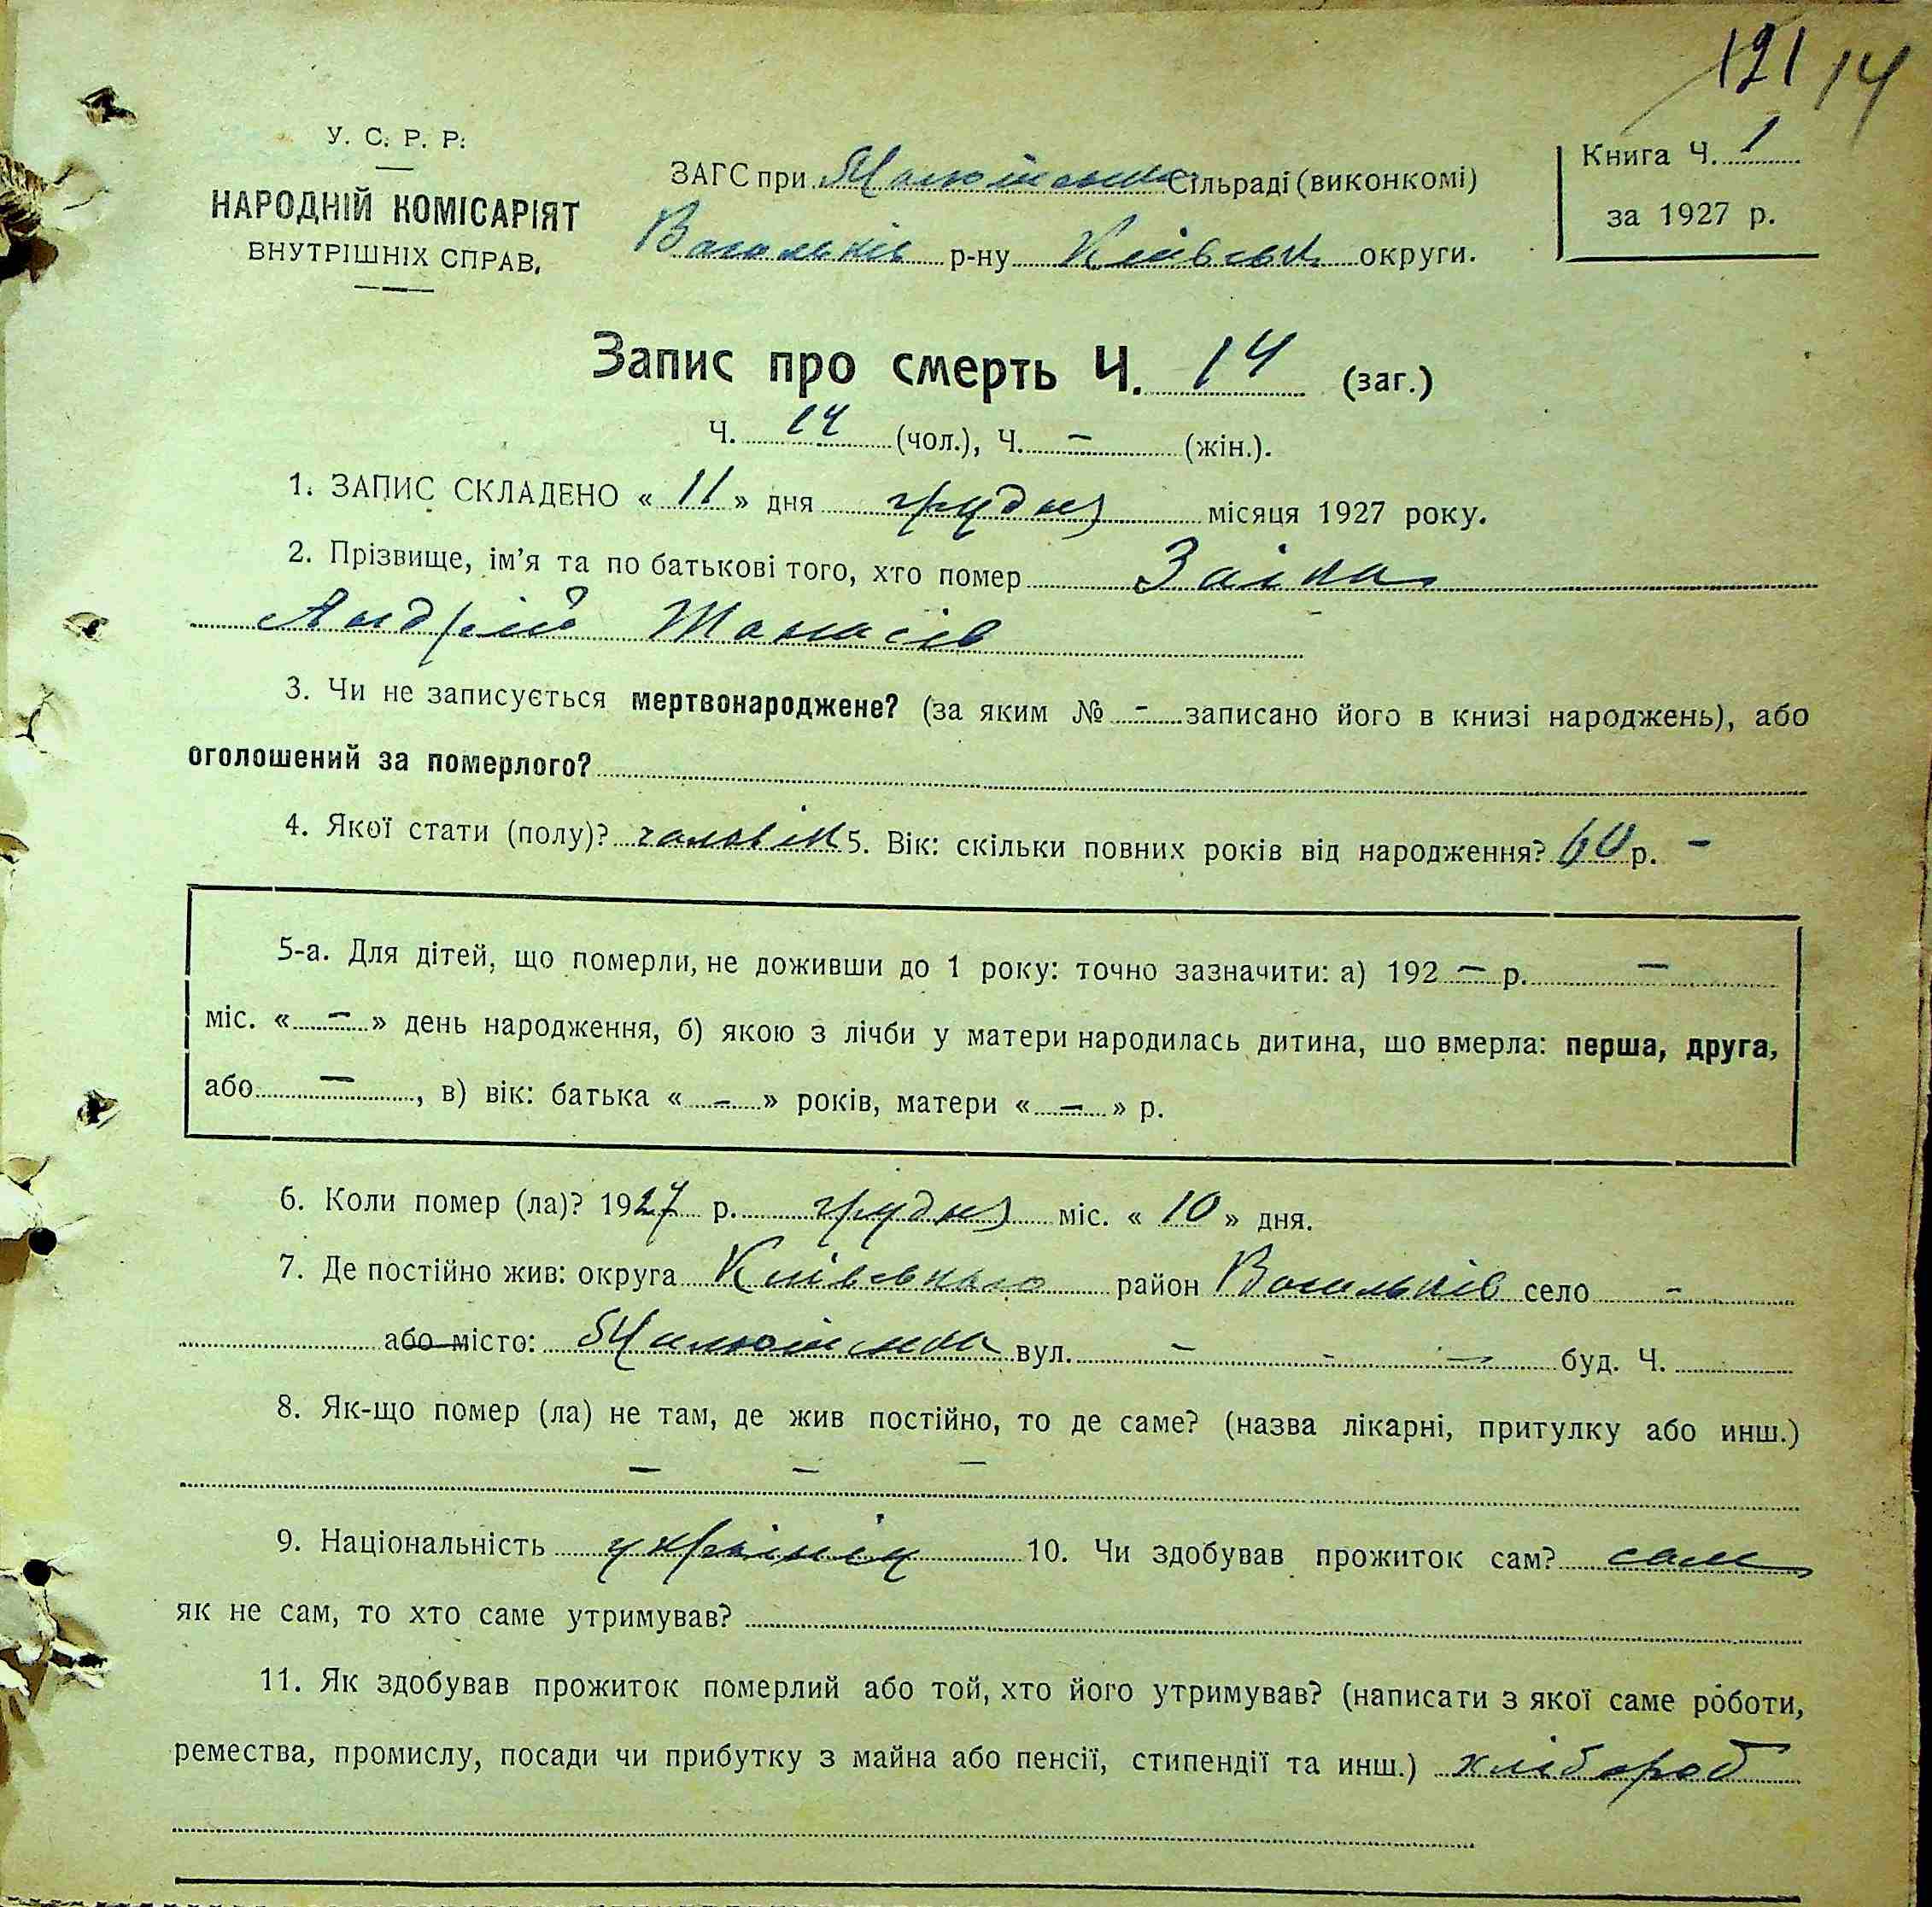 121 14
У. С. Р. Р.
НАРОДНІЙ КОМІСАРІЯТ
ВНУТРІШНІХ СПРАВ.
ЗАГС при Сільраді (виконкомі)
Васильків р-ну Київськ. округи.
Книга Ч. 1
за 1927 р.
Запис про смерть Ч. 14 (заг.)
Ч. 14 (чол.), Ч. – (жін.).
1. ЗАПИС СКЛАДЕНО « 11 » дня грудня місяця 1927 року.
2. Прізвище, ім'я та по батькові того, хто помер Заіка
Андрій Танасів
3. Чи не записується мертвонароджене? (за яким № - записано його в книзі народжень), або
оголошений за померлого?
4. Якої стати (полу)? чоловік 5. Вік: скільки повних років від народження? 60 р. –
5-а. Для дітей, що померли, не доживши до 1 року: точно зазначити: а) 192 – р. –
міс. « – » день народження, б) якою з лічби у матери народилась дитина, шо вмерла: перша, друга,
або – , в) вік: батька « – » років, матери « – » р.
6. Коли помер (ла)? 1927 р. грудня міс. « 10 » дня.
7. Де постійно жив: округа Київського район Васильків село -
або місто: вул. – - – буд. Ч.
8. Як-що помер (ла) не там, де жив постійно, то де саме? (назва лікарні, притулку або инш.)
– – –
9. Національність украінець 10. Чи здобував прожиток сам? сам
як не сам, то хто саме утримував?
11. Як здобував прожиток померлий або той, хто його утримував? (написати з якої саме роботи,
ремества, промислу, посади чи прибутку з майна або пенсії, стипендії та инш.) хлібороб